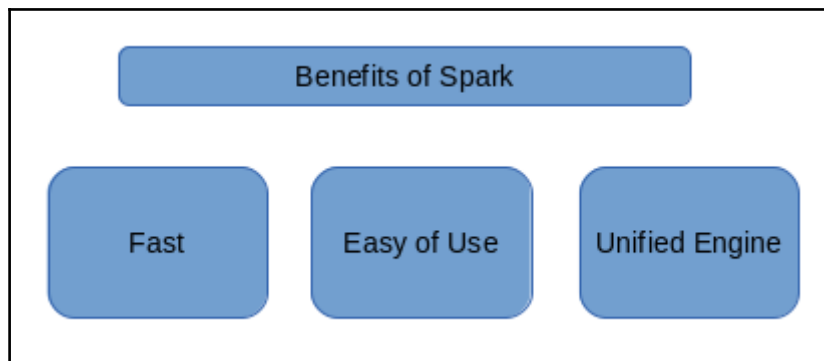 Benefits of Spark
Fast
Easy of Use
Unified Engine